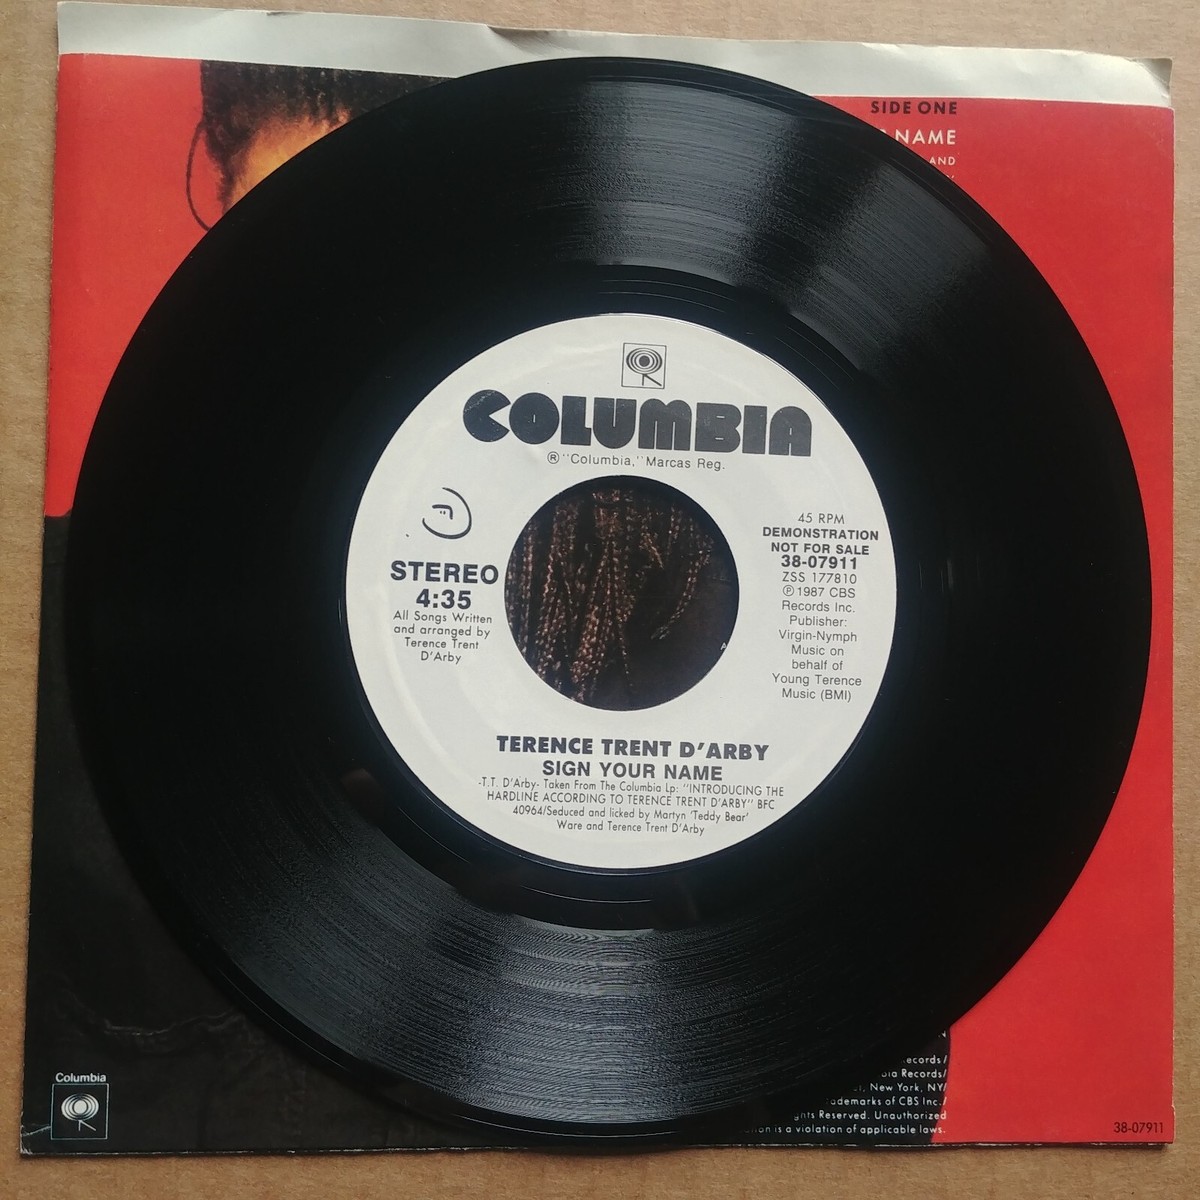 SIDE ONE
NAME
AND
COLUMBIA
® "Columbia," Marcas Reg.
STEREO
4:35
All Songs Written
and arranged by
Terence Trent
D'Arby
45 RPM
DEMONSTRATION
NOT FOR SALE
38-07911
ZSS 177810
℗ 1987 CBS
Records Inc.
Publisher:
Virgin-Nymph
Music on
behalf of
Young Terence
Music (BMI)
TERENCE TRENT D'ARBY
SIGN YOUR NAME
-T.T. D'Arby- Taken From The Columbia Lp: "INTRODUCING THE
HARDLINE ACCORDING TO TERENCE TRENT D'ARBY" BFC
40964/Seduced and licked by Martyn 'Teddy Bear'
Ware and Terence Trent D'Arby
Columbia
ecords/
Records/
, New York, NY/
ademarks of CBS Inc./
ghts Reserved. Unauthorized
is a violation of applicable laws.
38-07911